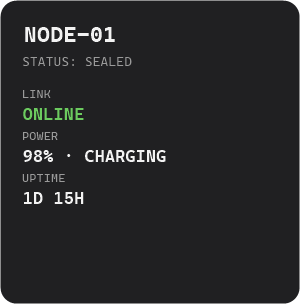 NODE-01
STATUS: SEALED
LINK
ONLINE
POWER
98% · CHARGING
UPTIME
1D 15H